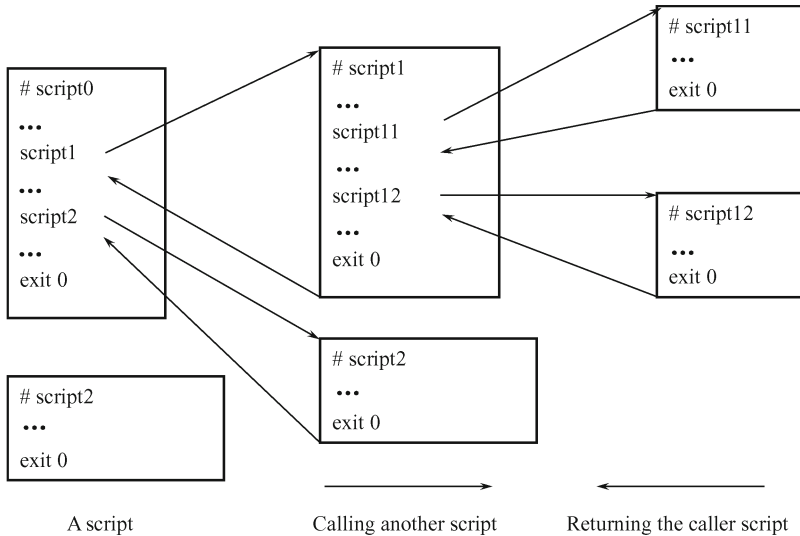 # script0
...
script1
...
script2
...
exit 0
# script1
...
script11
...
script12
...
exit 0
# script11
...
exit 0
# script12
...
exit 0
# script2
...
exit 0
# script2
...
exit 0
A script
Calling another script
Returning the caller script